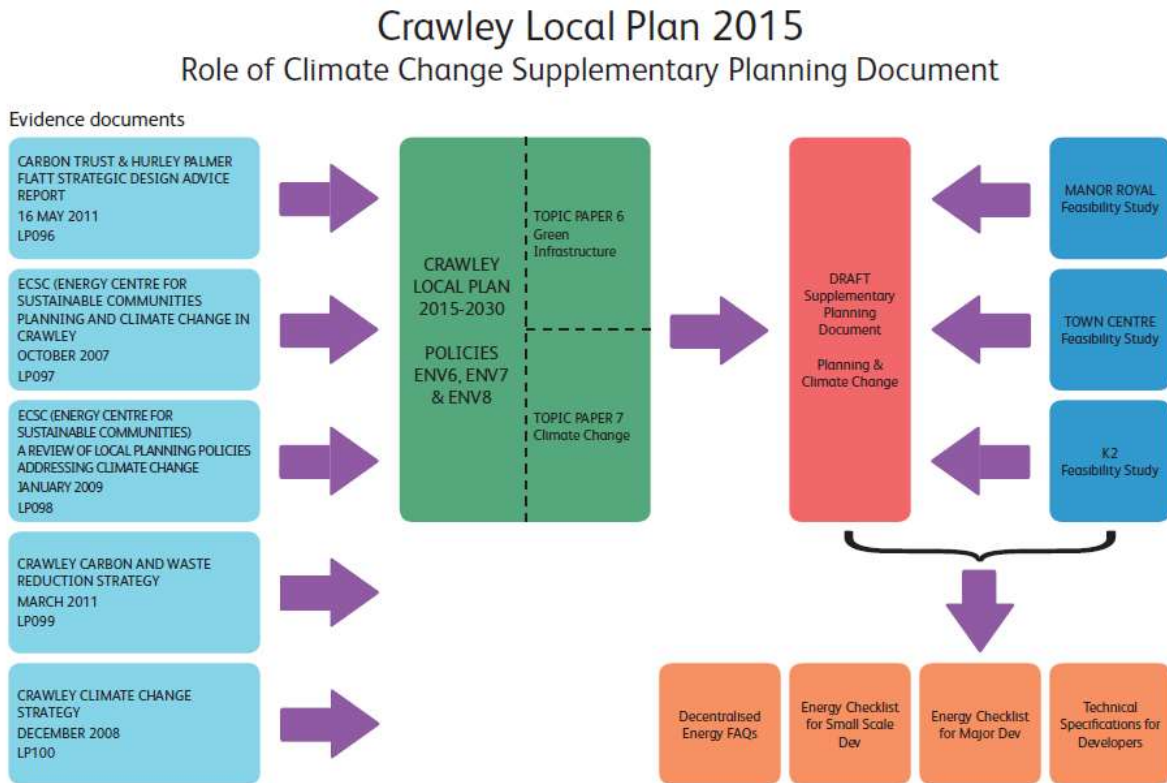 Crawley Local Plan 2015
Role of Climate Change Supplementary Planning Document
Evidence documents
CARBON TRUST & HURLEY PALMER
FLATT STRATEGIC DESIGN ADVICE
REPORT
16 MAY 2011
LP096
ECSC (ENERGY CENTRE FOR
SUSTAINABLE COMMUNITIES
PLANNING AND CLIMATE CHANGE IN
CRAWLEY
OCTOBER 2007
LP097
ECSC (ENERGY CENTRE FOR
SUSTAINABLE COMMUNITIES)
A REVIEW OF LOCAL PLANNING POLICIES
ADDRESSING CLIMATE CHANGE
JANUARY 2009
LP098
CRAWLEY CARBON AND WASTE
REDUCTION STRATEGY
MARCH 2011
LP099
CRAWLEY CLIMATE CHANGE
STRATEGY
DECEMBER 2008
LP100
CRAWLEY
LOCAL PLAN
2015-2030
POLICIES
ENV6, ENV7
& ENV8
TOPIC PAPER 6
Green
Infrastructure
TOPIC PAPER 7
Climate Change
DRAFT
Supplementary
Planning
Document
Planning &
Climate Change
MANOR ROYAL
Feasibility Study
TOWN CENTRE
Feasibility Study
K2
Feasibility Study
Decentralised
Energy FAQs
Energy Checklist
for Small Scale
Dev
Energy Checklist
for Major Dev
Technical
Specifications for
Developers